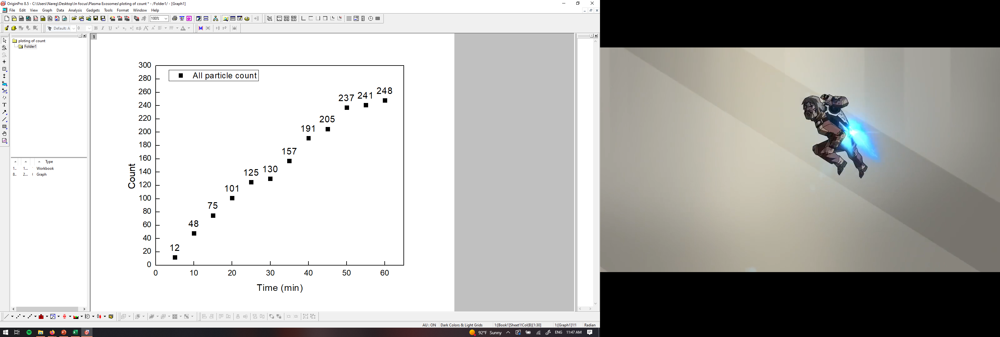 OriginPro 8.5 - C:\Users\Nareg\Desktop\In focus\Plasma Exosomes\ploting of count * - /Folder1/ - [Graph1]
File Edit View Graph Data Analysis Gadgets Tools Format Window Help
100%
Default: A 0
ploting of count
Folder1
Type
1.. 1... Workbook
8.. 2... Graph
1
All particle count
300
280
260
240
220
200
180
160
140
120
100
80
60
40
20
0
Count
12
48
75
101
125
130
157
191
205
237
241
248
0 10 20 30 40 50 60
Time (min)
AU : ON Dark Colors & Light Grids 1:[Book1]Sheet1!Col(B)[1:30] 1:[Graph1]1!1 Radian
92°F Sunny ENG 11:47 AM